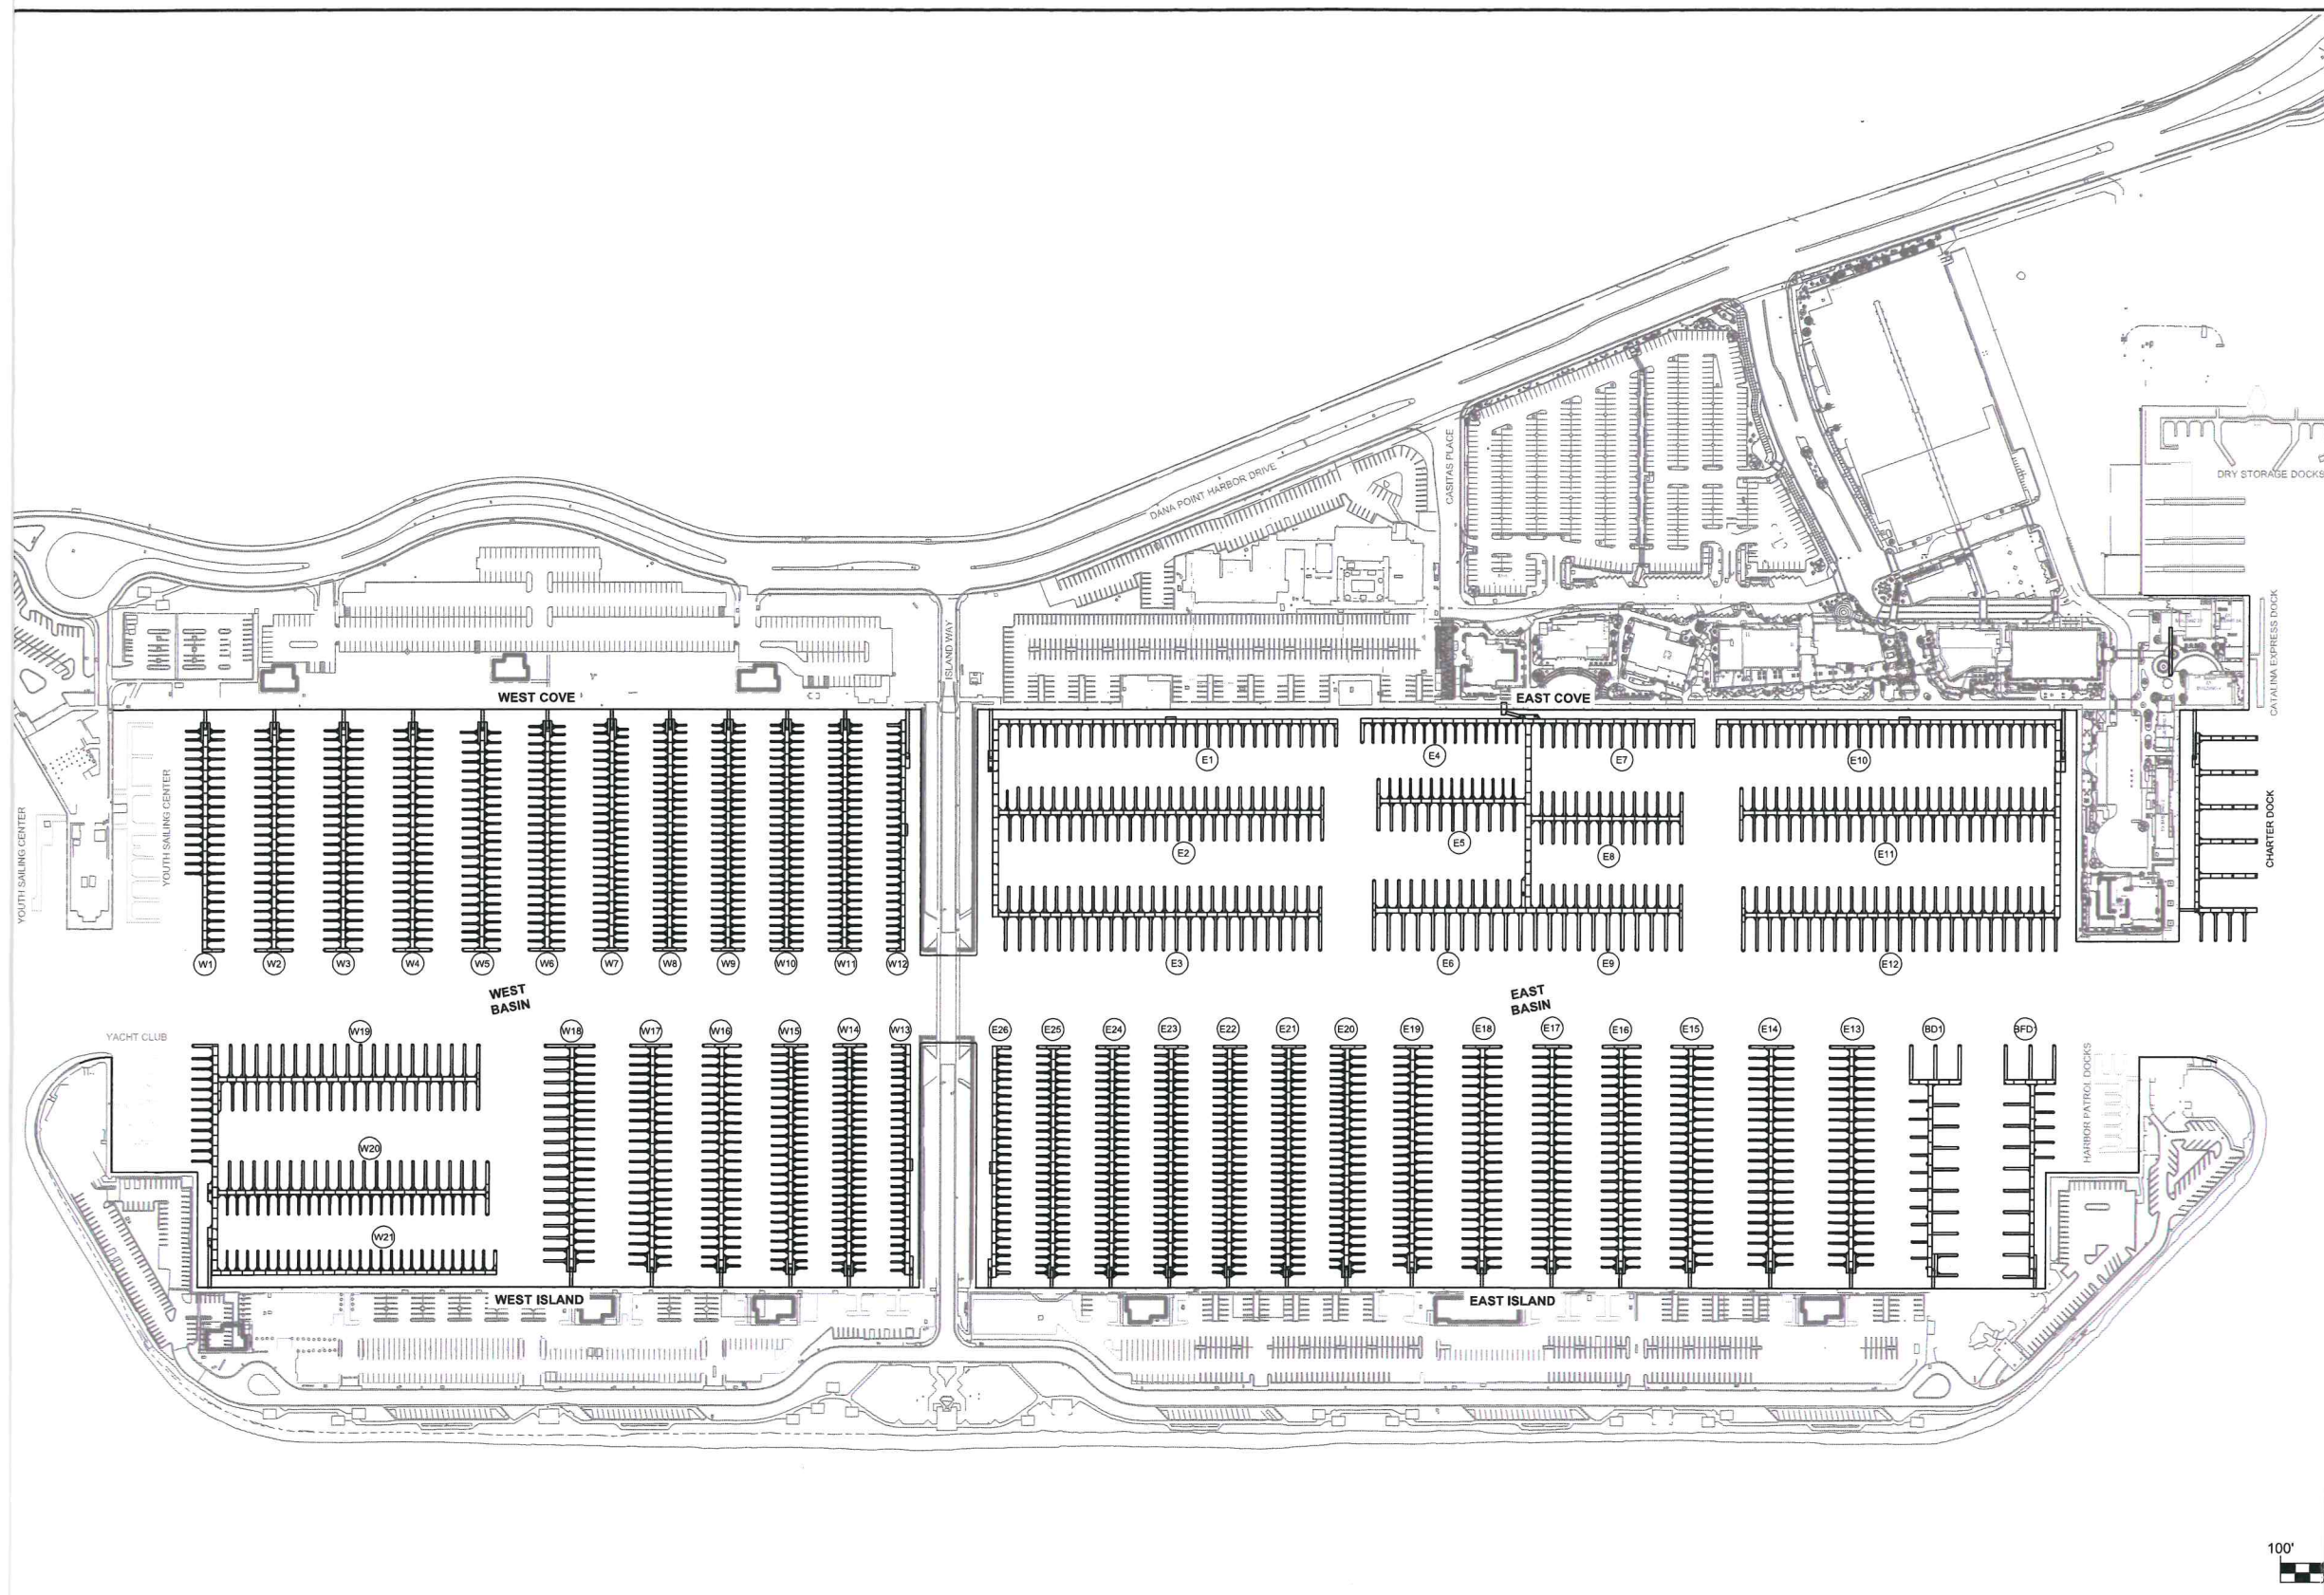 DANA POINT HARBOR DRIVE
CASITAS PLACE
DRY STORAGE DOCKS
ISLAND WAY
CATALINA EXPRESS DOCK
WEST COVE
EAST COVE
YOUTH SAILING CENTER
YOUTH SAILING CENTER
CHARTER DOCK
E1
E4
E7
E10
E2
E5
E8
E11
W1
W2
W3
W4
W5
W6
W7
W8
W9
W10
W11
W12
E3
E6
E9
E12
WEST
BASIN
EAST
BASIN
YACHT CLUB
W19
W18
W17
W16
W15
W14
W13
E26
E25
E24
E23
E22
E21
E20
E19
E18
E17
E16
E15
E14
E13
BD1
BFD1
HARBOR PATROL DOCKS
W20
W21
WEST ISLAND
EAST ISLAND
100'